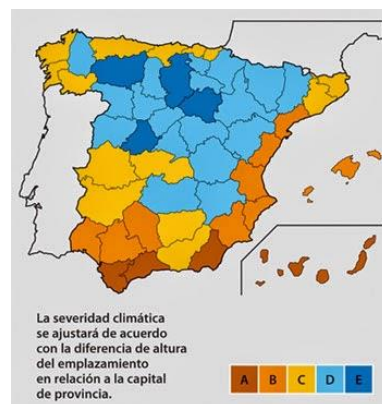 La severidad climática
se ajustará de acuerdo
con la diferencia de altura
del emplazamiento
en relación a la capital
de provincia.
A B C D E